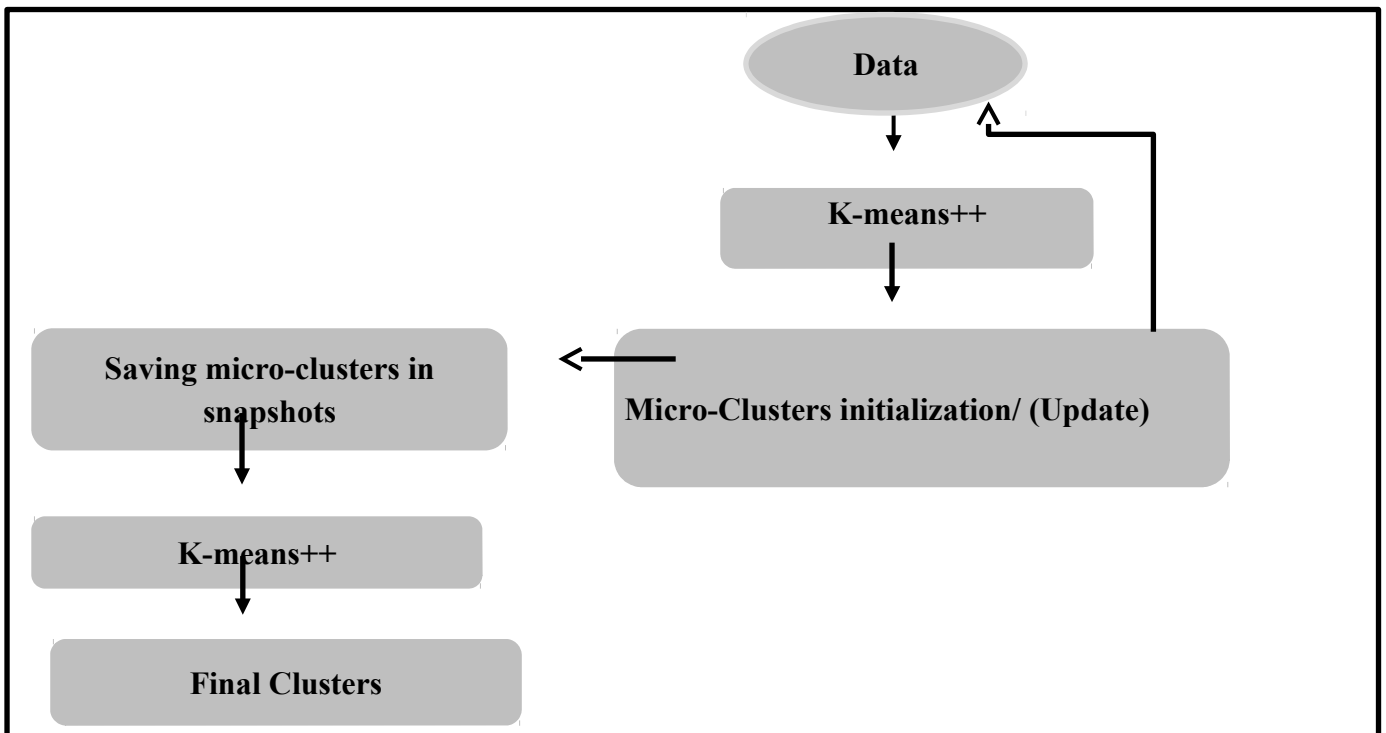 Data
K-means++
Micro-Clusters initialization/ (Update)
Saving micro-clusters in
snapshots
K-means++
Final Clusters